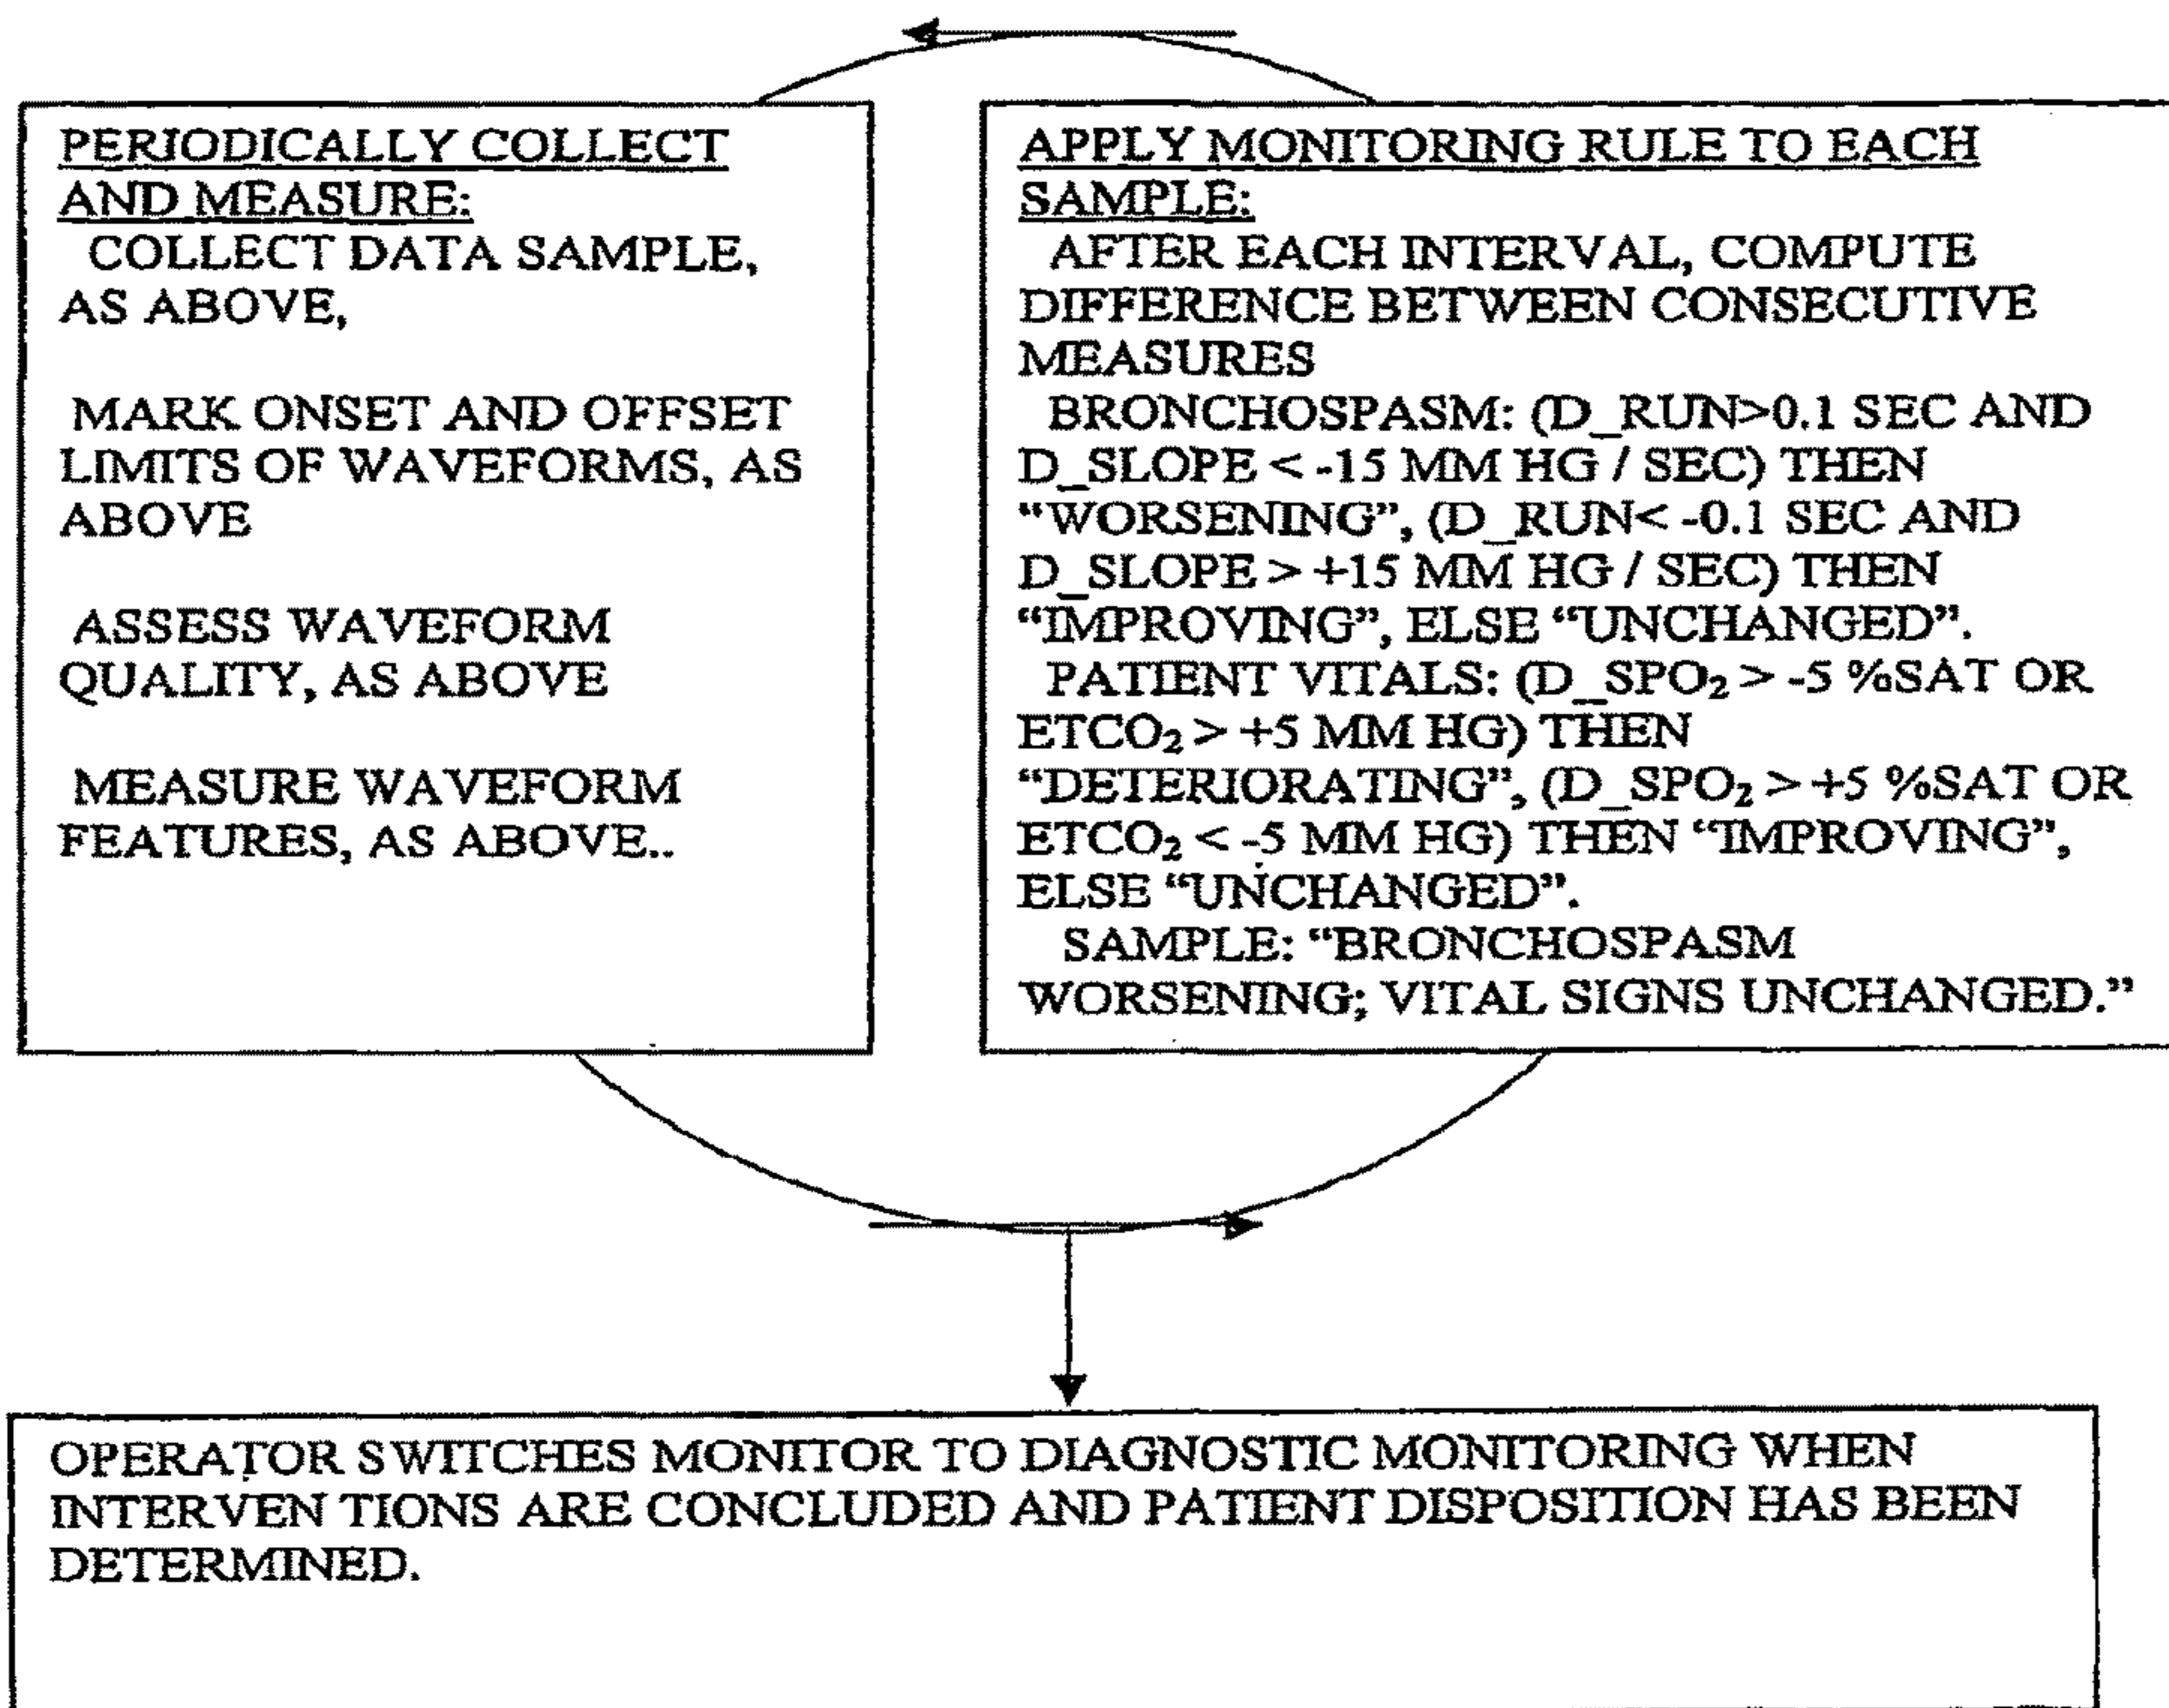 PERIODICALLY COLLECT
AND MEASURE:
COLLECT DATA SAMPLE,
AS ABOVE,
MARK ONSET AND OFFSET
LIMITS OF WAVEFORMS, AS
ABOVE
ASSESS WAVEFORM
QUALITY, AS ABOVE
MEASURE WAVEFORM
FEATURES, AS ABOVE..
APPLY MONITORING RULE TO EACH
SAMPLE:
AFTER EACH INTERVAL, COMPUTE
DIFFERENCE BETWEEN CONSECUTIVE
MEASURES
BRONCHOSPASM: (D_RUN>0.1 SEC AND
D_SLOPE < -15 MM HG / SEC) THEN
“WORSENING”, (D_RUN< -0.1 SEC AND
D_SLOPE > +15 MM HG / SEC) THEN
“IMPROVING”, ELSE “UNCHANGED”.
PATIENT VITALS: (D_SPO₂ > -5 %SAT OR
ETCO₂ > +5 MM HG) THEN
“DETERIORATING”, (D_SPO₂ > +5 %SAT OR
ETCO₂ < -5 MM HG) THEN “IMPROVING”,
ELSE “UNCHANGED”.
SAMPLE: “BRONCHOSPASM
WORSENING; VITAL SIGNS UNCHANGED.”
OPERATOR SWITCHES MONITOR TO DIAGNOSTIC MONITORING WHEN
INTERVEN TIONS ARE CONCLUDED AND PATIENT DISPOSITION HAS BEEN
DETERMINED.